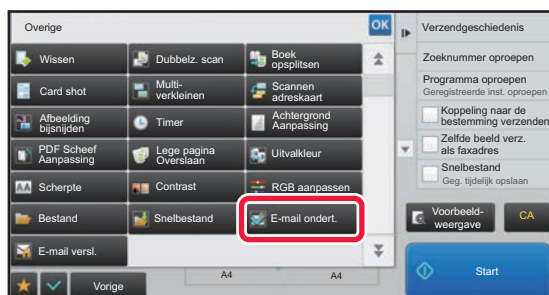 Overige
OK
Wissen
Dubbelz. scan
Boek
opsplitsen
Card shot
Multi-
verkleinen
Scannen
adreskaart
Afbeelding
bijsnijden
Timer
Achtergrond
Aanpassing
PDF Scheef
Aanpassing
Lege pagina
Overslaan
Uitvalkleur
AA Scherpte
Contrast
RGB aanpassen
Bestand
Snelbestand
E-mail ondert.
E-mail versl.
Vorige
A4
A4
Verzendgeschiedenis
Zoeknummer oproepen
Programma oproepen
Geregistreerde inst. oproepen
Koppeling naar de
bestemming verzenden
Zelfde beeld verz.
als faxadres
Snelbestand
Geg. tijdelijk opslaan
Voorbeeld-
weergave
CA
Start